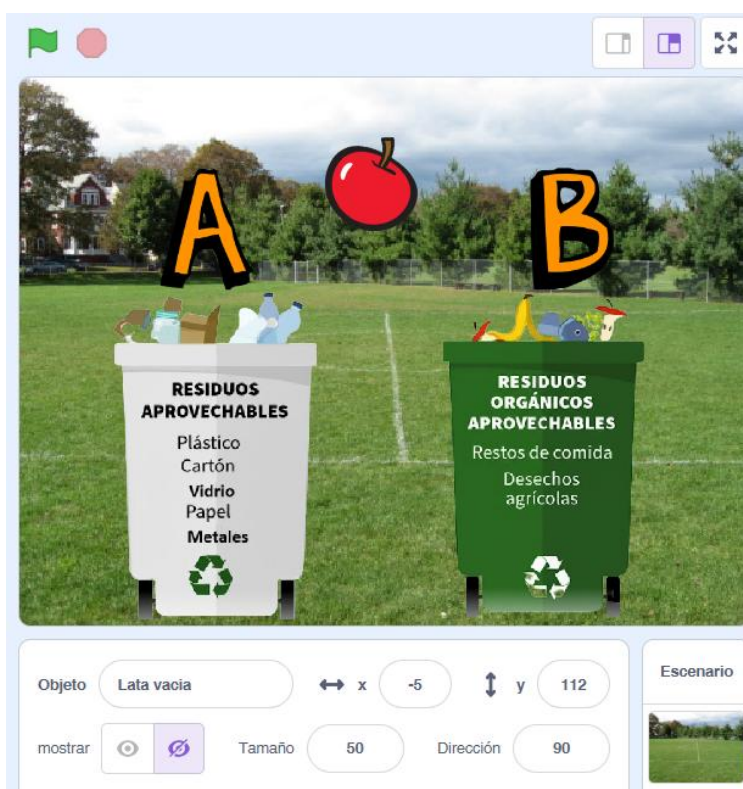 A
B
RESIDUOS
APROVECHABLES
Plástico
Cartón
Vidrio
Papel
Metales
RESIDUOS
ORGÁNICOS
APROVECHABLES
Restos de comida
Desechos
agrícolas
Objeto Lata vacia x -5 y 112
mostrar Tamaño 50 Dirección 90
Escenario